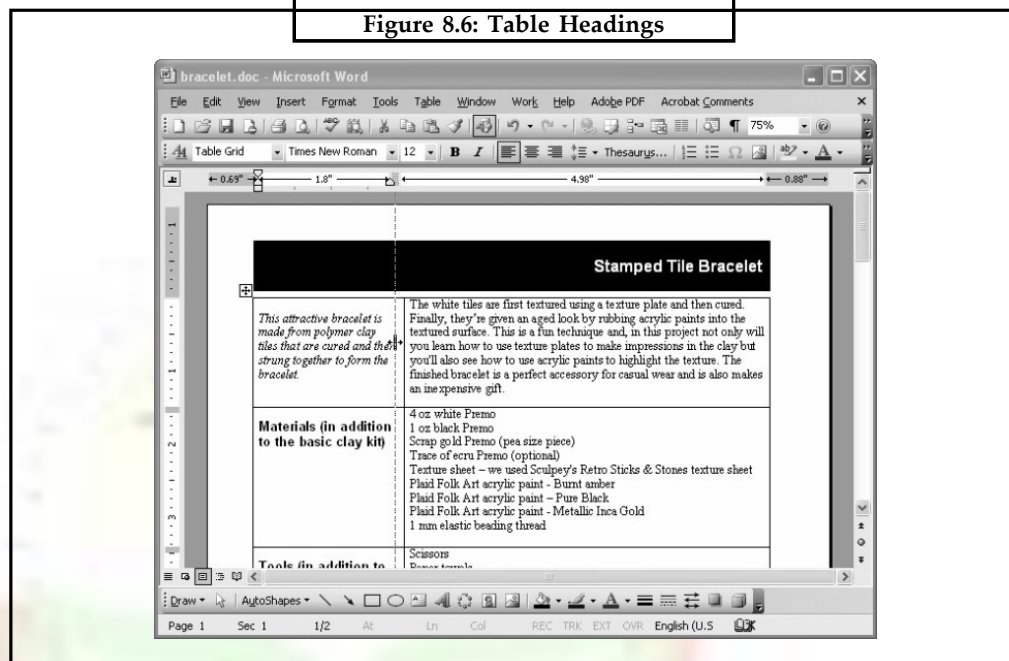 Figure 8.6: Table Headings
bracelet.doc - Microsoft Word
File Edit View Insert Format Tools Table Window Work Help Adobe PDF Acrobat Comments
75%
Table Grid Times New Roman 12 B I Thesaurus...
0.69" 1.8" 4.98" 0.88"
Stamped Tile Bracelet
This attractive bracelet is
made from polymer clay
tiles that are cured and then
strung together to form the
bracelet.
The white tiles are first textured using a texture plate and then cured.
Finally, they're given an aged look by rubbing acrylic paints into the
textured surface. This is a fun technique and, in this project not only will
you learn how to use texture plates to make impressions in the clay but
you'll also see how to use acrylic paints to highlight the texture. The
finished bracelet is a perfect accessory for casual wear and is also makes
an inexpensive gift.
Materials (in addition
to the basic clay kit)
4 oz white Premo
1 oz black Premo
Scrap gold Premo (pea size piece)
Trace of ecru Premo (optional)
Texture sheet – we used Sculpey's Retro Sticks & Stones texture sheet
Plaid Folk Art acrylic paint - Burnt amber
Plaid Folk Art acrylic paint – Pure Black
Plaid Folk Art acrylic paint - Metallic Inca Gold
1 mm elastic beading thread
Tools (in addition to
Scissors
Paper towels
Draw AutoShapes
Page 1 Sec 1 1/2 At Ln Col REC TRK EXT OVR English (U.S